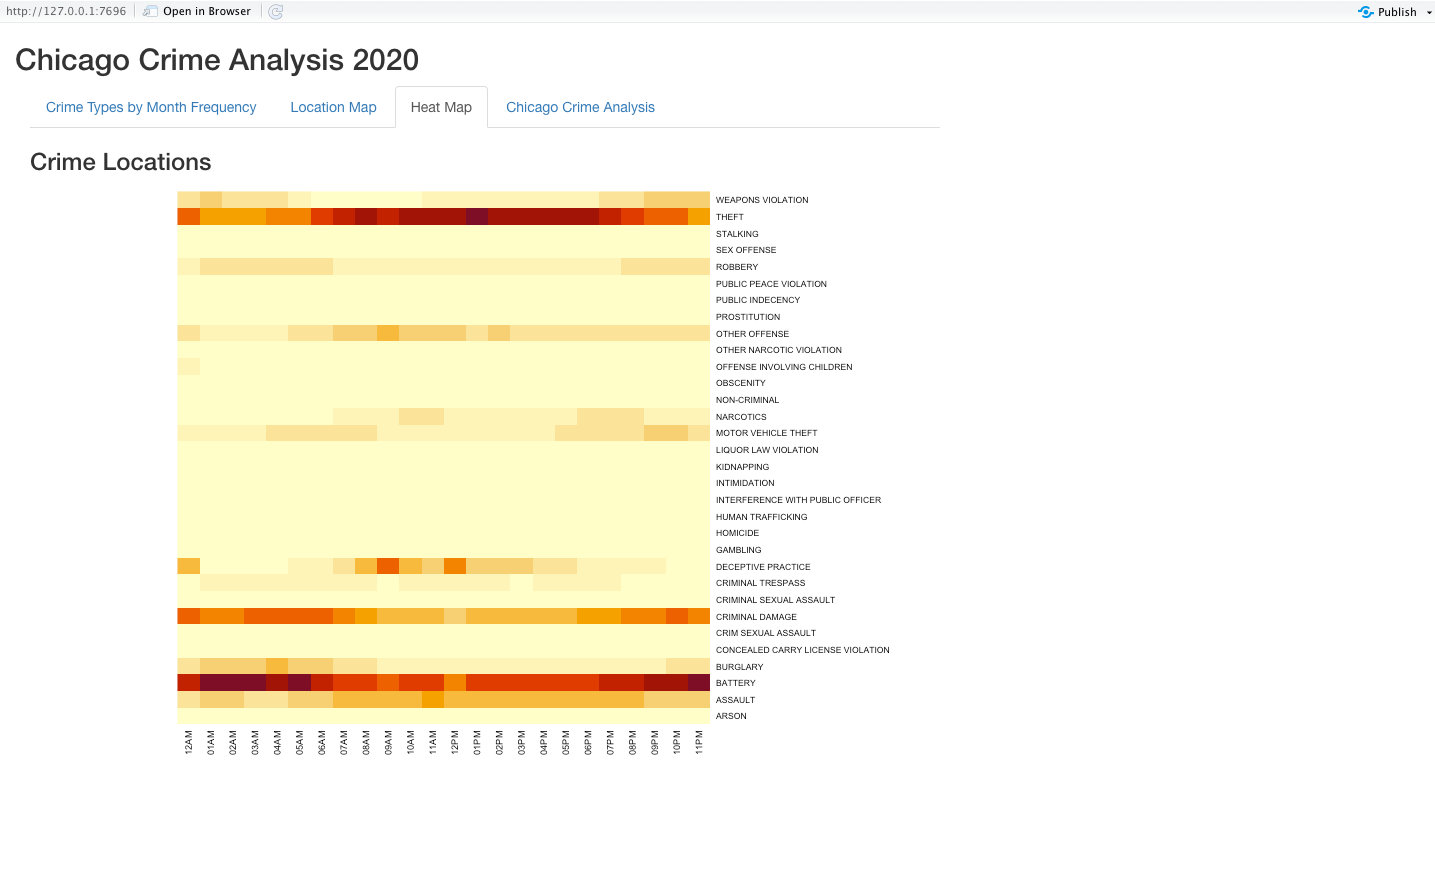 http://127.0.0.1:7696 Open in Browser Publish
Chicago Crime Analysis 2020
Crime Types by Month Frequency Location Map Heat Map Chicago Crime Analysis
Crime Locations
WEAPONS VIOLATION
THEFT
STALKING
SEX OFFENSE
ROBBERY
PUBLIC PEACE VIOLATION
PUBLIC INDECENCY
PROSTITUTION
OTHER OFFENSE
OTHER NARCOTIC VIOLATION
OFFENSE INVOLVING CHILDREN
OBSCENITY
NON-CRIMINAL
NARCOTICS
MOTOR VEHICLE THEFT
LIQUOR LAW VIOLATION
KIDNAPPING
INTIMIDATION
INTERFERENCE WITH PUBLIC OFFICER
HUMAN TRAFFICKING
HOMICIDE
GAMBLING
DECEPTIVE PRACTICE
CRIMINAL TRESPASS
CRIMINAL SEXUAL ASSAULT
CRIMINAL DAMAGE
CRIM SEXUAL ASSAULT
CONCEALED CARRY LICENSE VIOLATION
BURGLARY
BATTERY
ASSAULT
ARSON
12AM 01AM 02AM 03AM 04AM 05AM 06AM 07AM 08AM 09AM 10AM 11AM 12PM 01PM 02PM 03PM 04PM 05PM 06PM 07PM 08PM 09PM 10PM 11PM